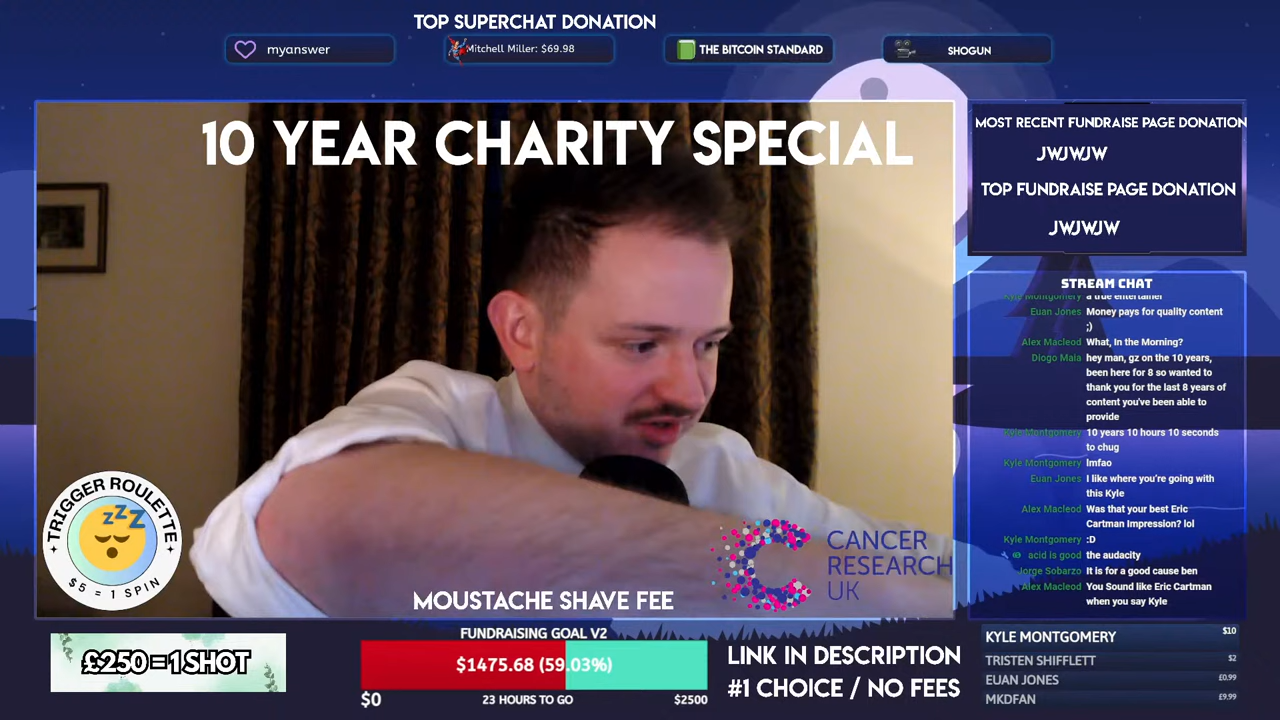 TOP SUPERCHAT DONATION
myanswer
Mitchell Miller: $69.98
THE BITCOIN STANDARD
SHOGUN
10 YEAR CHARITY SPECIAL
MOST RECENT FUNDRAISE PAGE DONATION
JWJWJW
TOP FUNDRAISE PAGE DONATION
JWJWJW
STREAM CHAT
Kyle Montgomery a true entertainer
Euan Jones Money pays for quality content
;)
Alex Macleod What, In the Morning?
Diogo Maia hey man, gz on the 10 years,
been here for 8 so wanted to
thank you for the last 8 years of
content you've been able to
provide
Kyle Montgomery 10 years 10 hours 10 seconds
to chug
Kyle Montgomery lmfao
Euan Jones I like where you're going with
this Kyle
Alex Macleod Was that your best Eric
Cartman Impression? lol
Kyle Montgomery :D
acid is good the audacity
Jorge Sobarzo It is for a good cause ben
Alex Macleod You Sound like Eric Cartman
when you say Kyle
TRIGGER ROULETTE
zzz
$5 = 1 SPIN
CANCER
RESEARCH
UK
MOUSTACHE SHAVE FEE
£250 = 1 SHOT
FUNDRAISING GOAL V2
$1475.68 (59.03%)
$0
23 HOURS TO GO
$2500
LINK IN DESCRIPTION
#1 CHOICE / NO FEES
KYLE MONTGOMERY $10
TRISTEN SHIFFLETT $2
EUAN JONES £0.99
MKDFAN £9.99